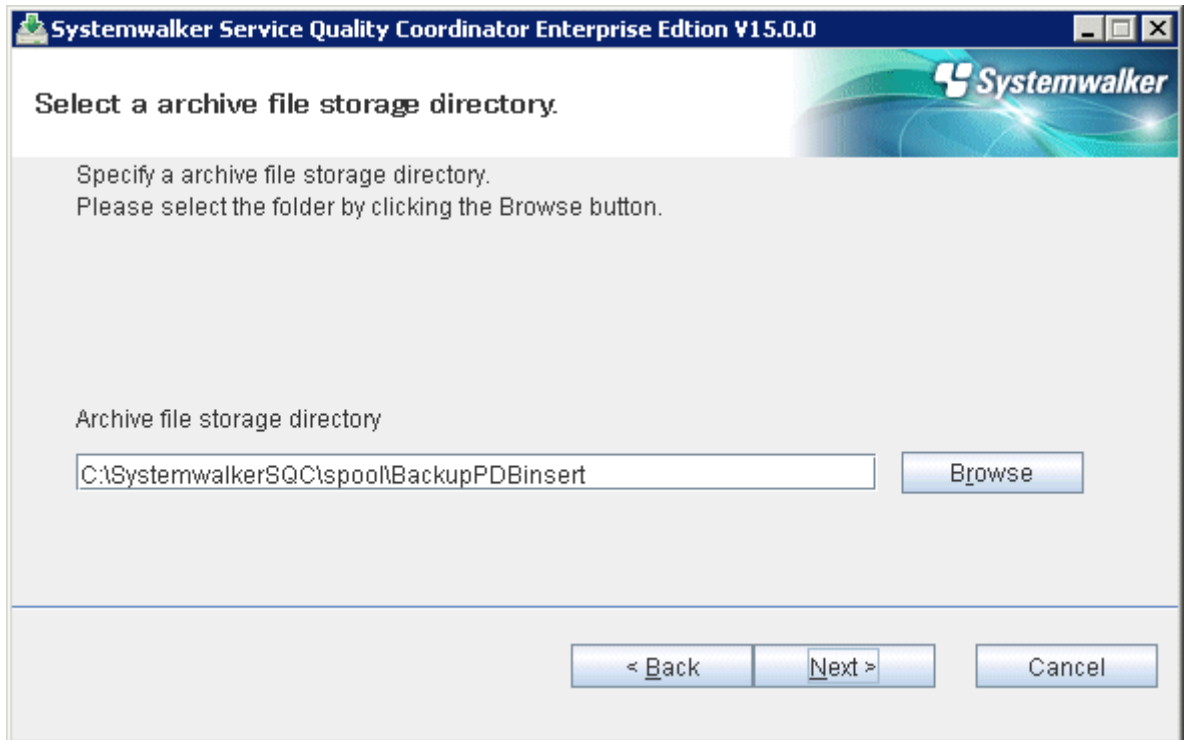 Systemwalker Service Quality Coordinator Enterprise Edtion V15.0.0
Systemwalker
Select a archive file storage directory.
Specify a archive file storage directory.
Please select the folder by clicking the Browse button.
Archive file storage directory
C:\SystemwalkerSQC\spool\BackupPDBinsert
Browse
< Back
Next >
Cancel